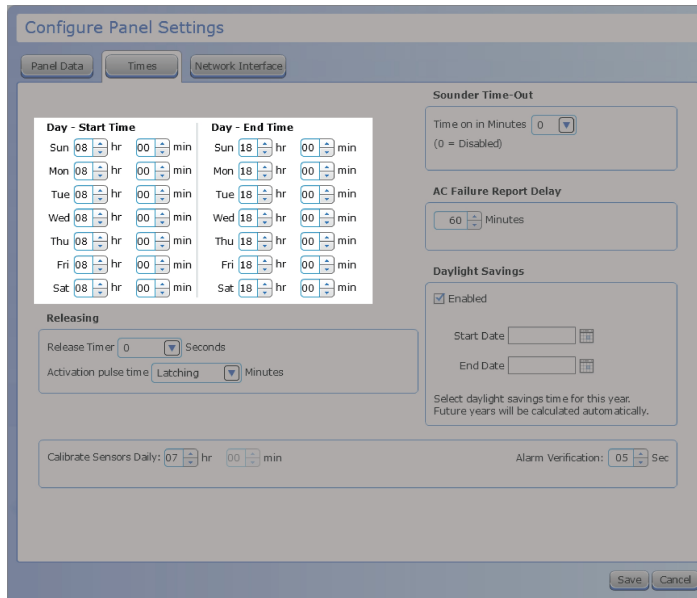 Configure Panel Settings
Panel Data Times Network Interface
Day - Start Time Day - End Time
Sun 08 hr 00 min Sun 18 hr 00 min
Mon 08 hr 00 min Mon 18 hr 00 min
Tue 08 hr 00 min Tue 18 hr 00 min
Wed 08 hr 00 min Wed 18 hr 00 min
Thu 08 hr 00 min Thu 18 hr 00 min
Fri 08 hr 00 min Fri 18 hr 00 min
Sat 08 hr 00 min Sat 18 hr 00 min
Sounder Time-Out
Time on in Minutes 0
(0 = Disabled)
AC Failure Report Delay
60 Minutes
Daylight Savings
Enabled
Start Date
End Date
Select daylight savings time for this year.
Future years will be calculated automatically.
Releasing
Release Timer 0 Seconds
Activation pulse time Latching Minutes
Calibrate Sensors Daily: 07 hr 00 min Alarm Verification: 05 Sec
Save Cancel